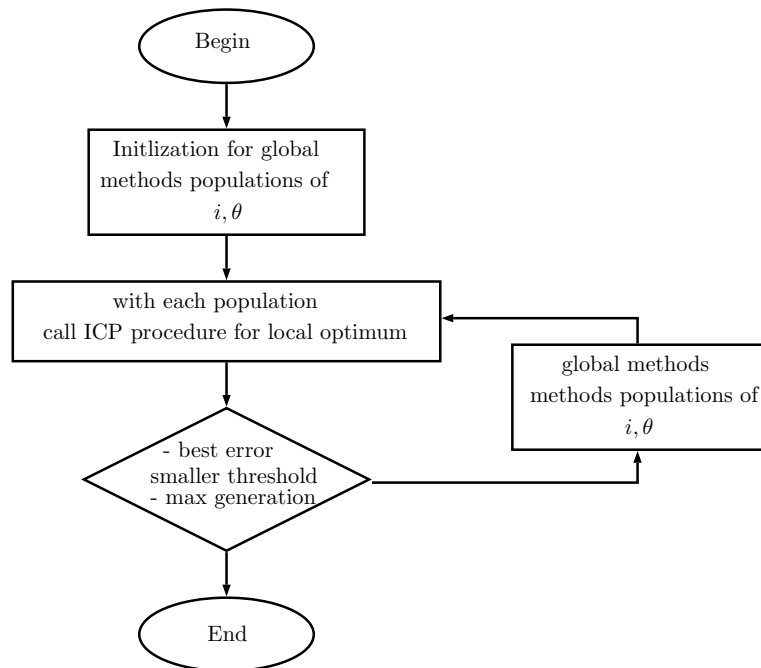 Begin
Initlization for global
methods populations of
i, θ
with each population
call ICP procedure for local optimum
global methods
methods populations of
i, θ
- best error
smaller threshold
- max generation
End